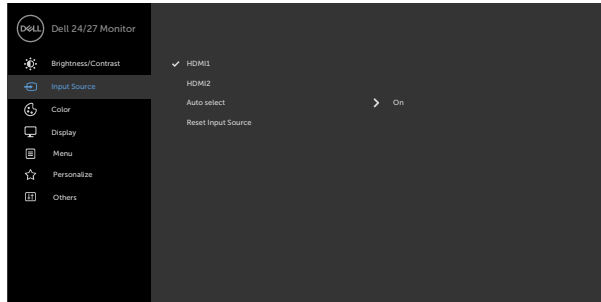 DELL
Dell 24/27 Monitor
Brightness/Contrast
Input Source
Color
Display
Menu
Personalize
Others
HDMI1
HDMI2
Auto select On
Reset Input Source